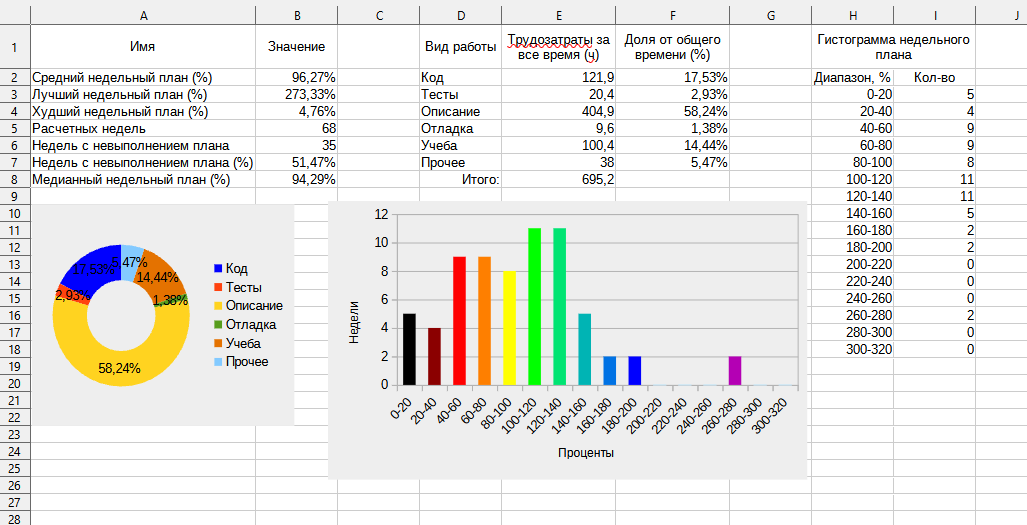 A B C D E F G H I J
1 Имя Значение Вид работы Трудозатраты за все время (ч) Доля от общего времени (%) Гистограмма недельного плана
2 Средний недельный план (%) 96,27% Код 121,9 17,53% Диапазон, % Кол-во
3 Лучший недельный план (%) 273,33% Тесты 20,4 2,93% 0-20 5
4 Худший недельный план (%) 4,76% Описание 404,9 58,24% 20-40 4
5 Расчетных недель 68 Отладка 9,6 1,38% 40-60 9
6 Недель с невыполнением плана 35 Учеба 100,4 14,44% 60-80 9
7 Недель с невыполнением плана (%) 51,47% Прочее 38 5,47% 80-100 8
8 Медианный недельный план (%) 94,29% Итого: 695,2 100-120 11
9 120-140 11
10 140-160 5
11 160-180 2
12 180-200 2
13 200-220 0
14 220-240 0
15 240-260 0
16 260-280 2
17 280-300 0
18 300-320 0
19
20
21
22
23
24
25
26
27
28
17,53%
5,47%
14,44%
2,93%
1,38%
58,24%
Код
Тесты
Описание
Отладка
Учеба
Прочее
12
10
8
6
4
2
0
Недели
0-20 20-40 40-60 60-80 80-100 100-120 120-140 140-160 160-180 180-200 200-220 220-240 240-260 260-280 280-300 300-320
Проценты